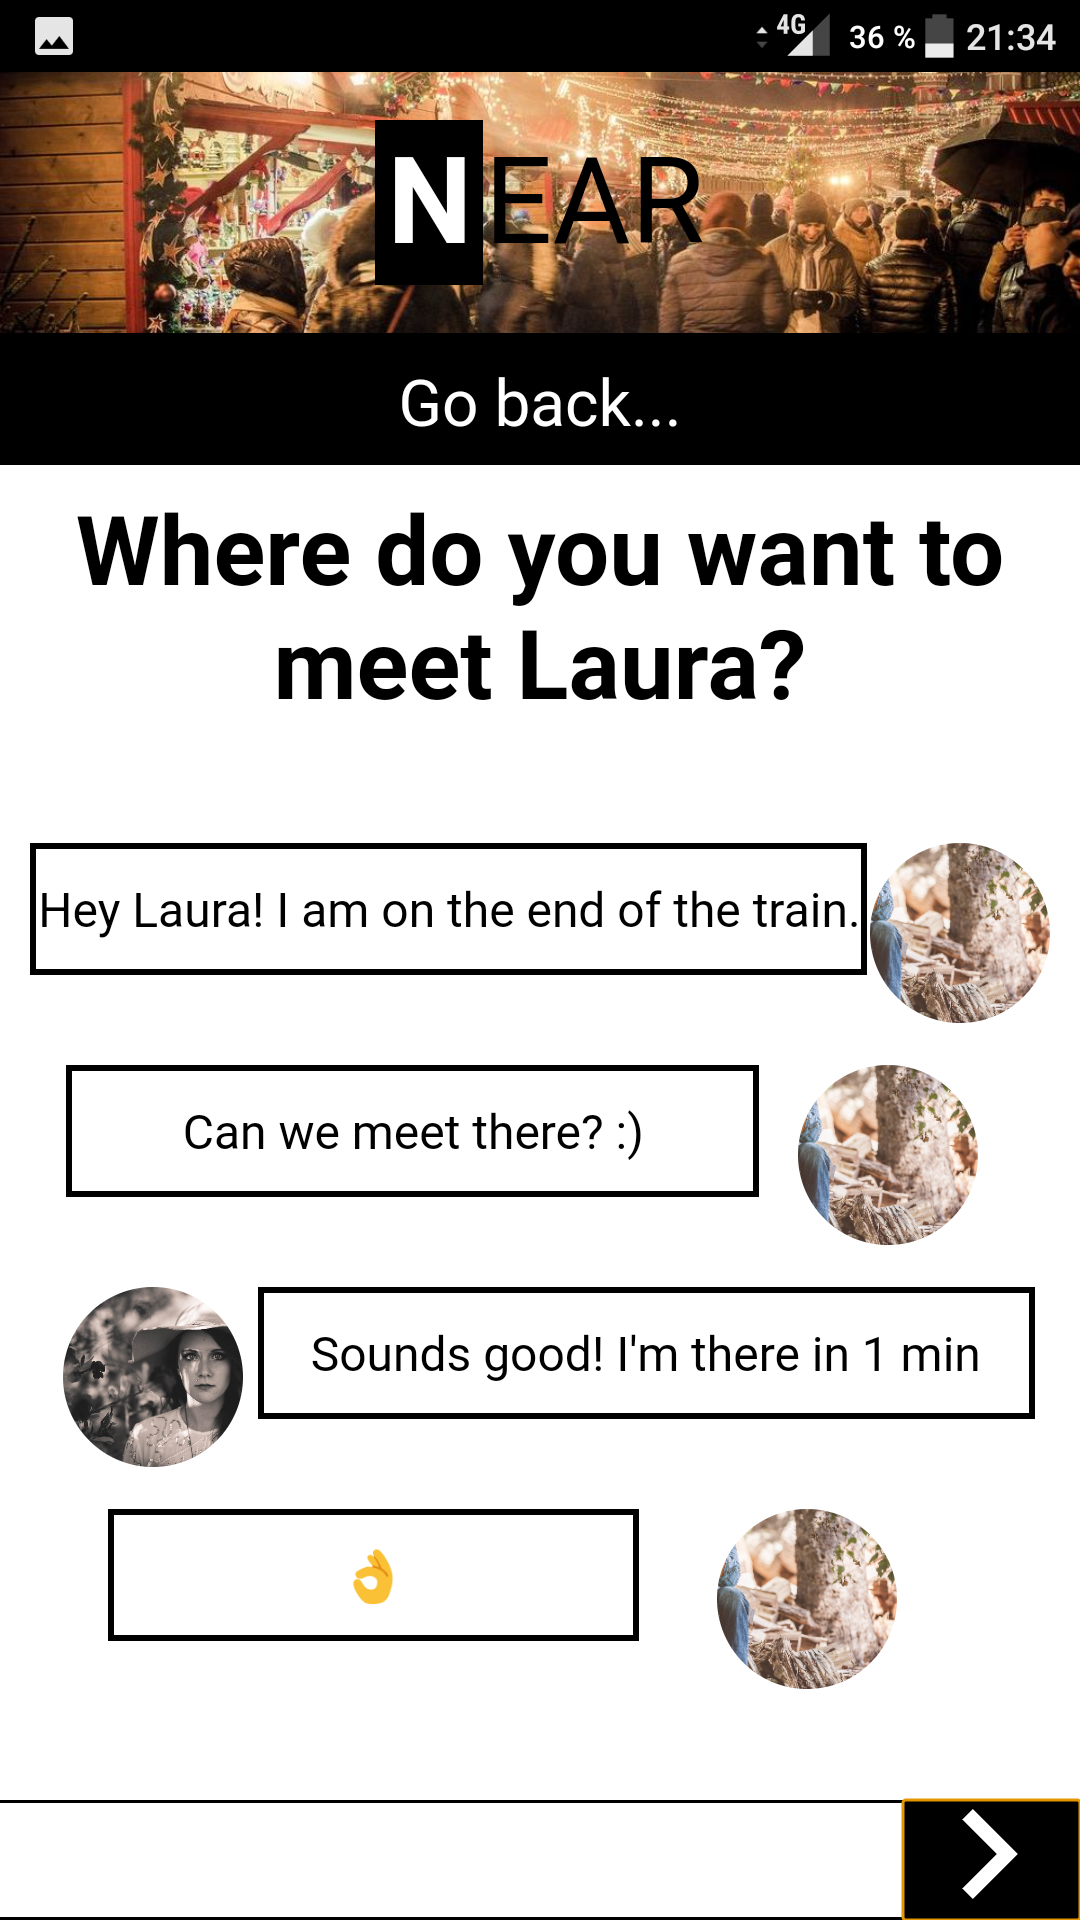 4G 36 % 21:34
NEAR
Go back...
Where do you want to
meet Laura?
Hey Laura! I am on the end of the train.
Can we meet there? :)
Sounds good! I'm there in 1 min
👌